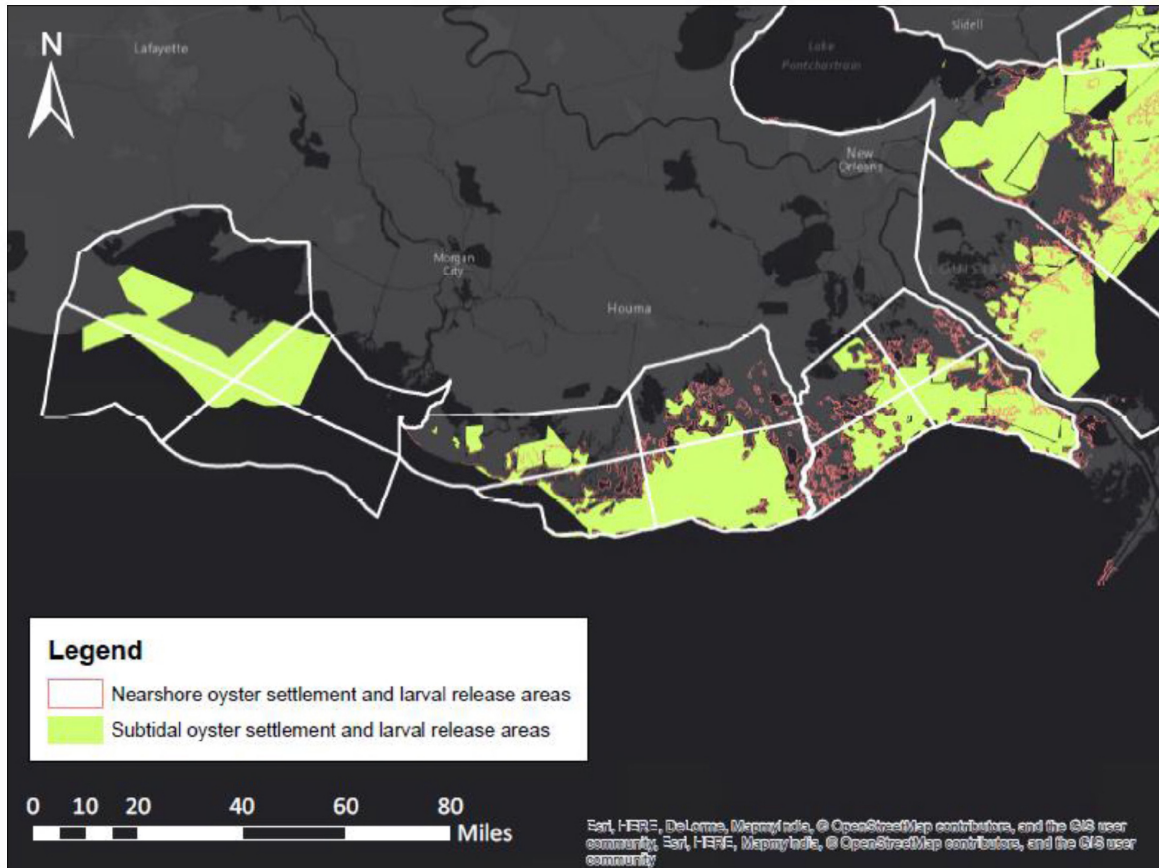 N
Lafayette
Slidell
Lake
Pontchartrain
New
Orleans
Morgan
City
LOUISIA
Houma
Legend
Nearshore oyster settlement and larval release areas
Subtidal oyster settlement and larval release areas
0 10 20 40 60 80
Miles
Esri, HERE, DeLorme, MapmyIndia, © OpenStreetMap contributors, and the GIS user
community, Esri, HERE, MapmyIndia, © OpenStreetMap contributors, and the GIS user
community